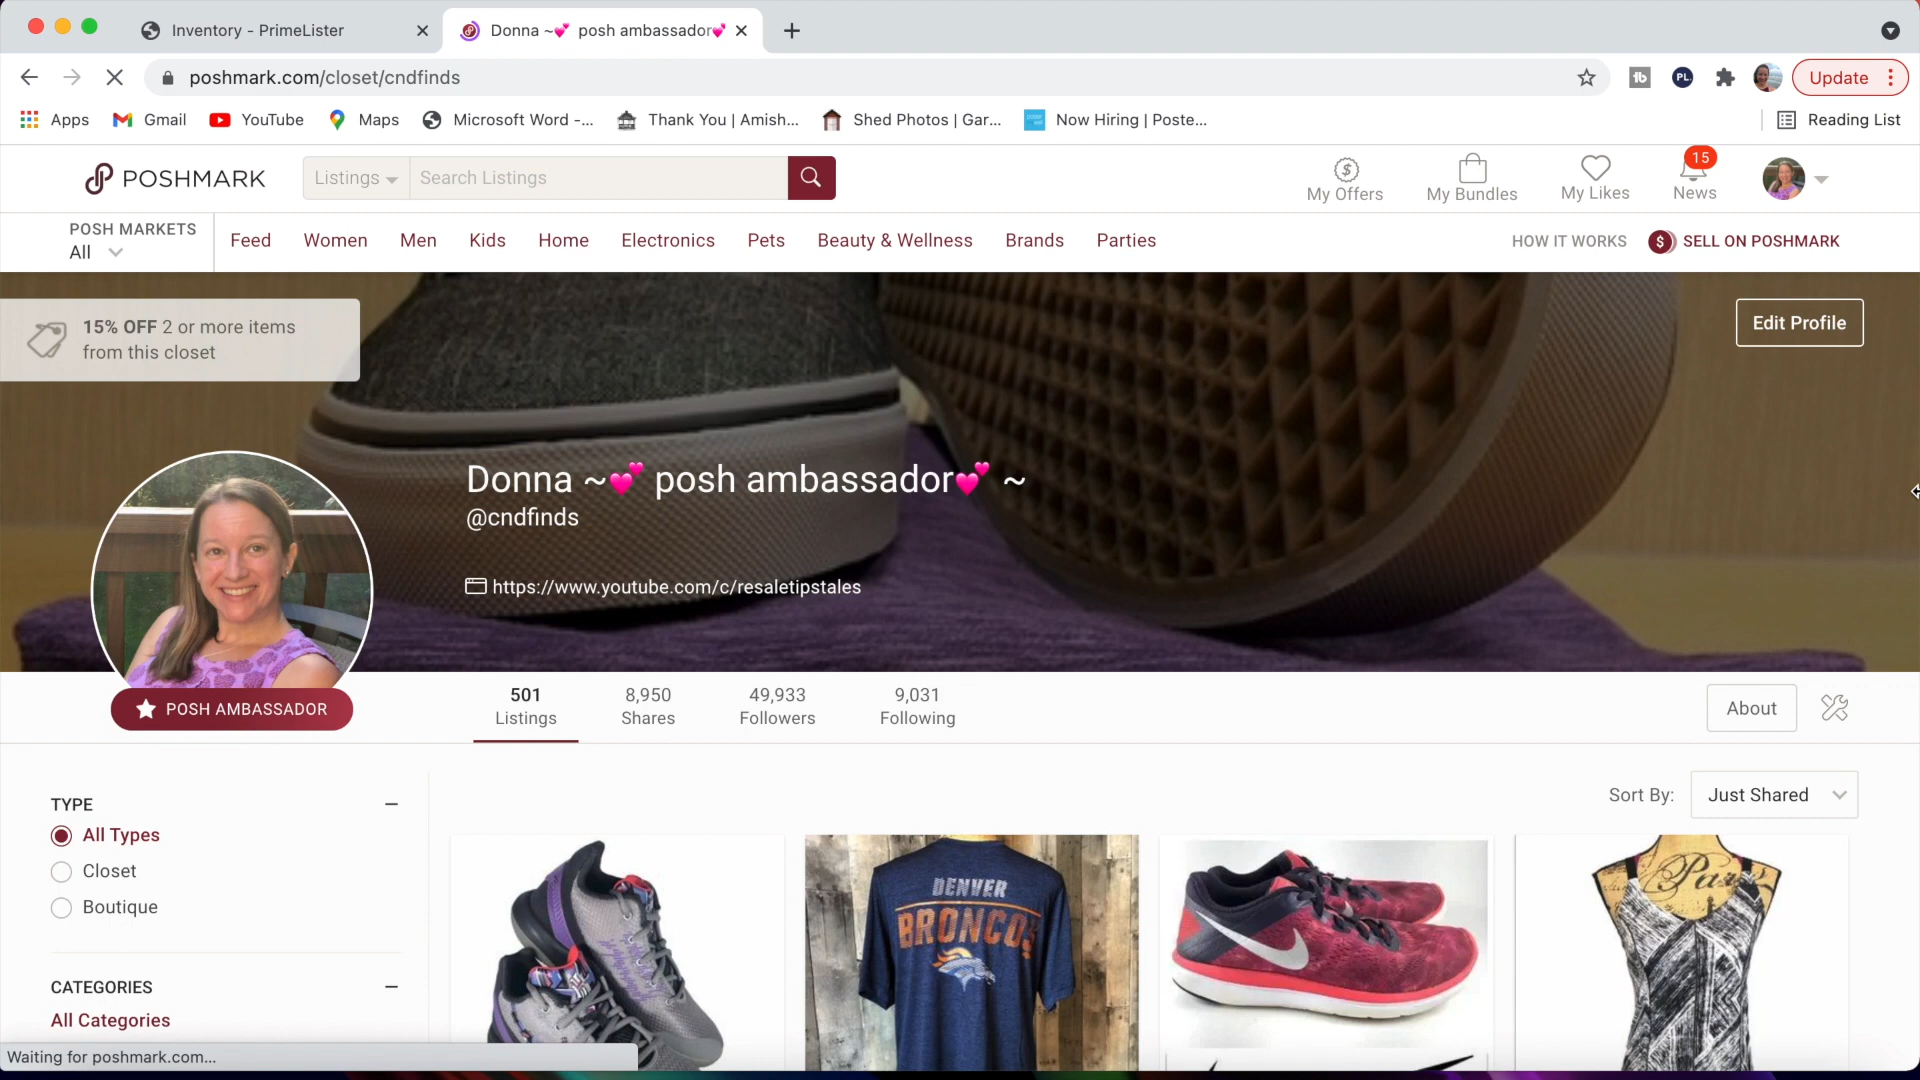 Inventory - PrimeLister
Donna ~💕 posh ambassador💕
poshmark.com/closet/cndfinds
tb
PL
Update
Apps
Gmail
YouTube
Maps
Microsoft Word -...
Thank You | Amish...
Shed Photos | Gar...
Now Hiring | Poste...
Reading List
POSHMARK
Listings
Search Listings
My Offers
My Bundles
My Likes
15
News
POSH MARKETS
All
Feed
Women
Men
Kids
Home
Electronics
Pets
Beauty & Wellness
Brands
Parties
HOW IT WORKS
SELL ON POSHMARK
15% OFF 2 or more items
from this closet
Edit Profile
Donna ~💕 posh ambassador💕 ~
@cndfinds
https://www.youtube.com/c/resaletipstales
POSH AMBASSADOR
501
Listings
8,950
Shares
49,933
Followers
9,031
Following
About
Sort By:
Just Shared
TYPE
All Types
Closet
Boutique
CATEGORIES
All Categories
DENVER
BRONCOS
Par
Waiting for poshmark.com...